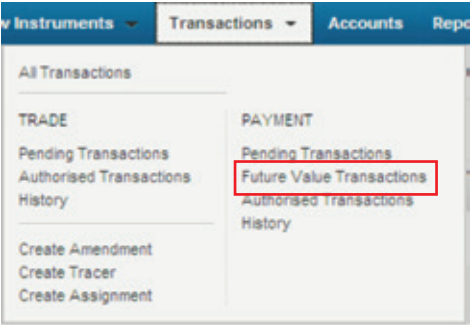 Instruments Transactions Accounts
All Transactions
TRADE
Pending Transactions
Authorised Transactions
History
Create Amendment
Create Tracer
Create Assignment
PAYMENT
Pending Transactions
Future Value Transactions
Authorised Transactions
History